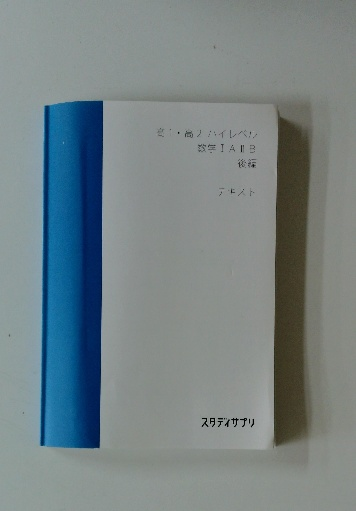 高1・高2 ハイレベル
数学ⅠAⅡB
後編
テキスト
スタディサプリ